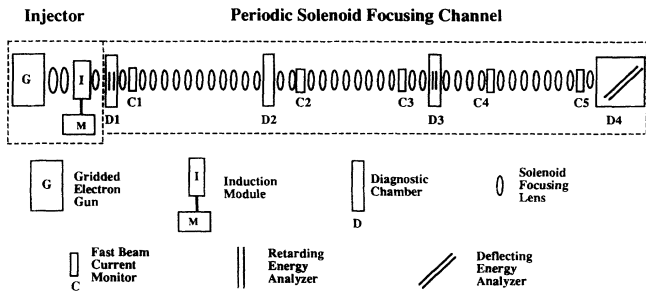 Injector
Periodic Solenoid Focusing Channel
G
I
M
D1
C1
D2
C2
C3
D3
C4
C5
D4
G
Gridded
Electron
Gun
I
M
Induction
Module
D
Diagnostic
Chamber
Solenoid
Focusing
Lens
C
Fast Beam
Current
Monitor
Retarding
Energy
Analyzer
Deflecting
Energy
Analyzer